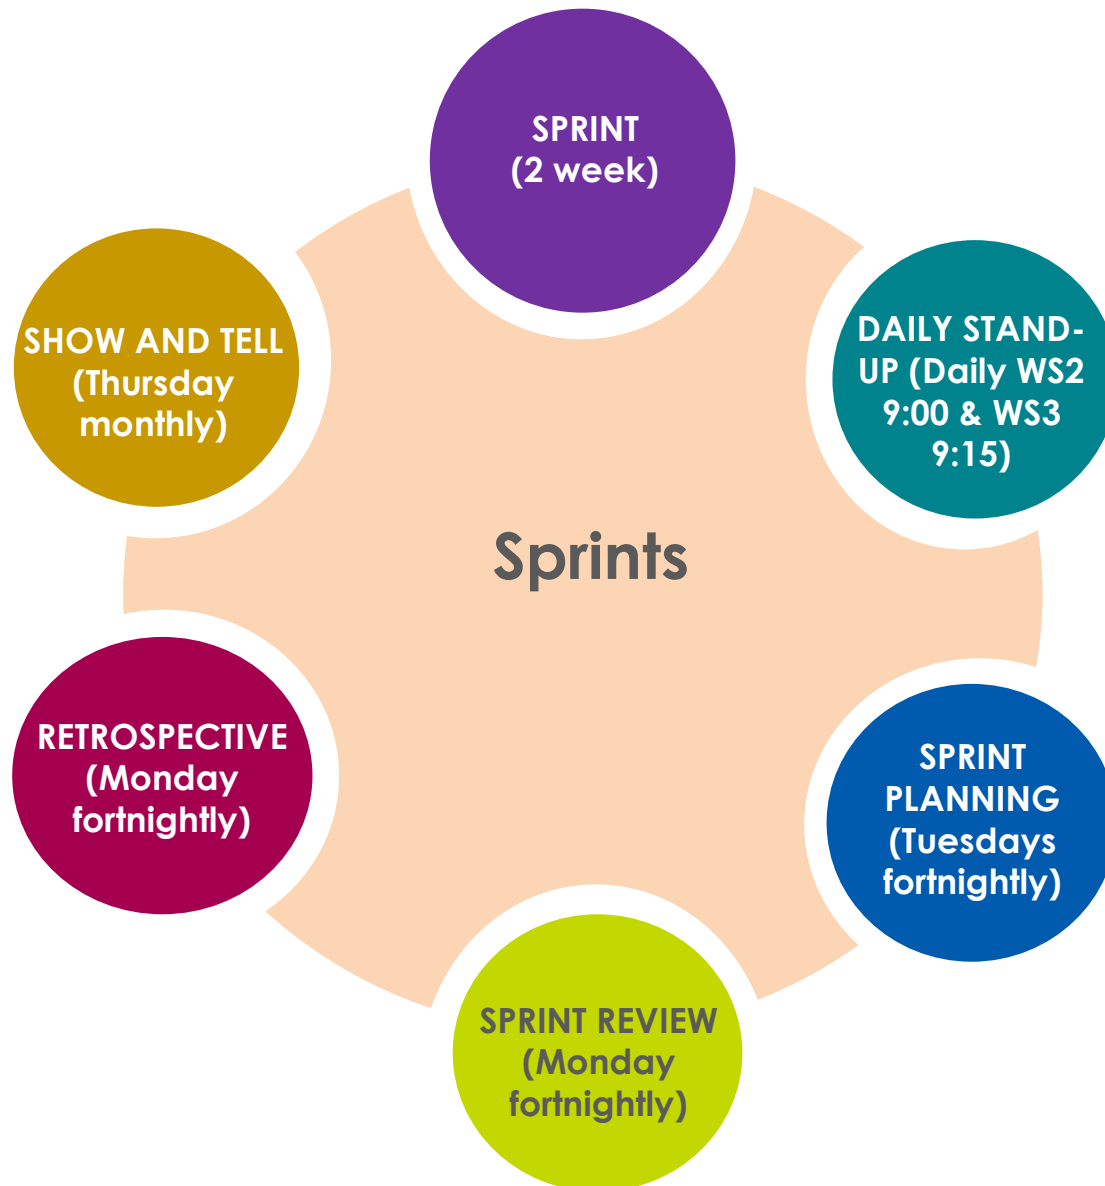 SPRINT
(2 week)
DAILY STAND-
UP (Daily WS2
9:00 & WS3
9:15)
SPRINT
PLANNING
(Tuesdays
fortnightly)
SPRINT REVIEW
(Monday
fortnightly)
RETROSPECTIVE
(Monday
fortnightly)
SHOW AND TELL
(Thursday
monthly)
Sprints